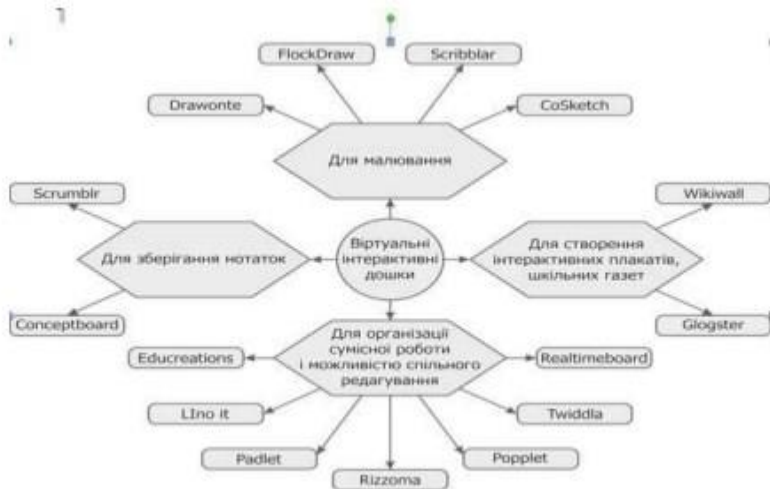 FlockDraw
Scribblar
Drawonte
CoSketch
Для малювання
Scrumblr
Wikiwall
Для зберігання нотаток
Віртуальні
інтерактивні
дошки
Для створення
інтерактивних плакатів,
шкільних газет
Conceptboard
Glogster
Для організації
сумісної роботи
і можливістю спільного
редагування
Educreations
Realtimeboard
LIno it
Twiddla
Padlet
Popplet
Rizzoma